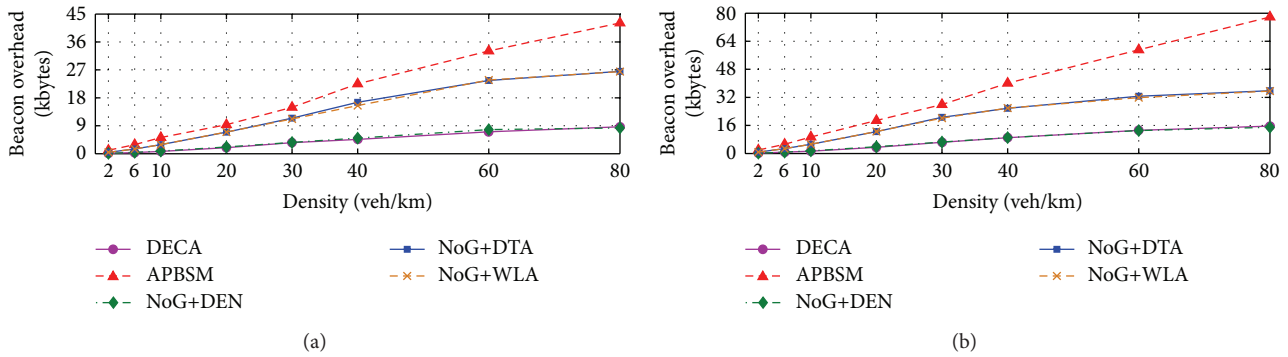 45
36
27
18
9
0
Beacon overhead
(kbytes)
2 6 10 20 30 40 60 80
Density (veh/km)
DECA
APBSM
NoG+DEN
NoG+DTA
NoG+WLA
(a)
80
64
48
32
16
0
Beacon overhead
(kbytes)
2 6 10 20 30 40 60 80
Density (veh/km)
DECA
APBSM
NoG+DEN
NoG+DTA
NoG+WLA
(b)